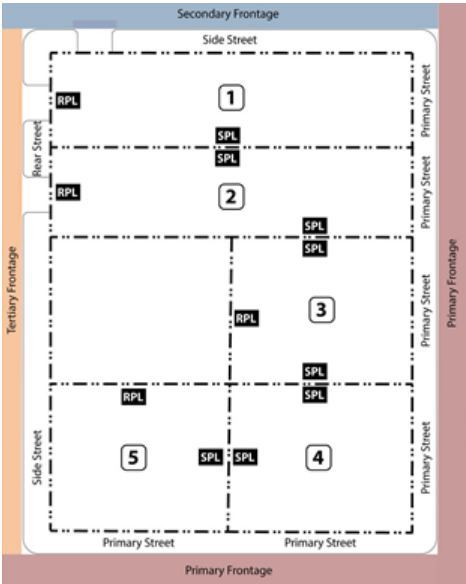 Secondary Frontage
Side Street
RPL
1
Primary Street
SPL
SPL
Rear Street
RPL
2
Primary Street
SPL
SPL
Tertiary Frontage
RPL
3
Primary Street
Primary Frontage
SPL
SPL
RPL
Side Street
5
SPL
SPL
4
Primary Street
Primary Street
Primary Street
Primary Frontage